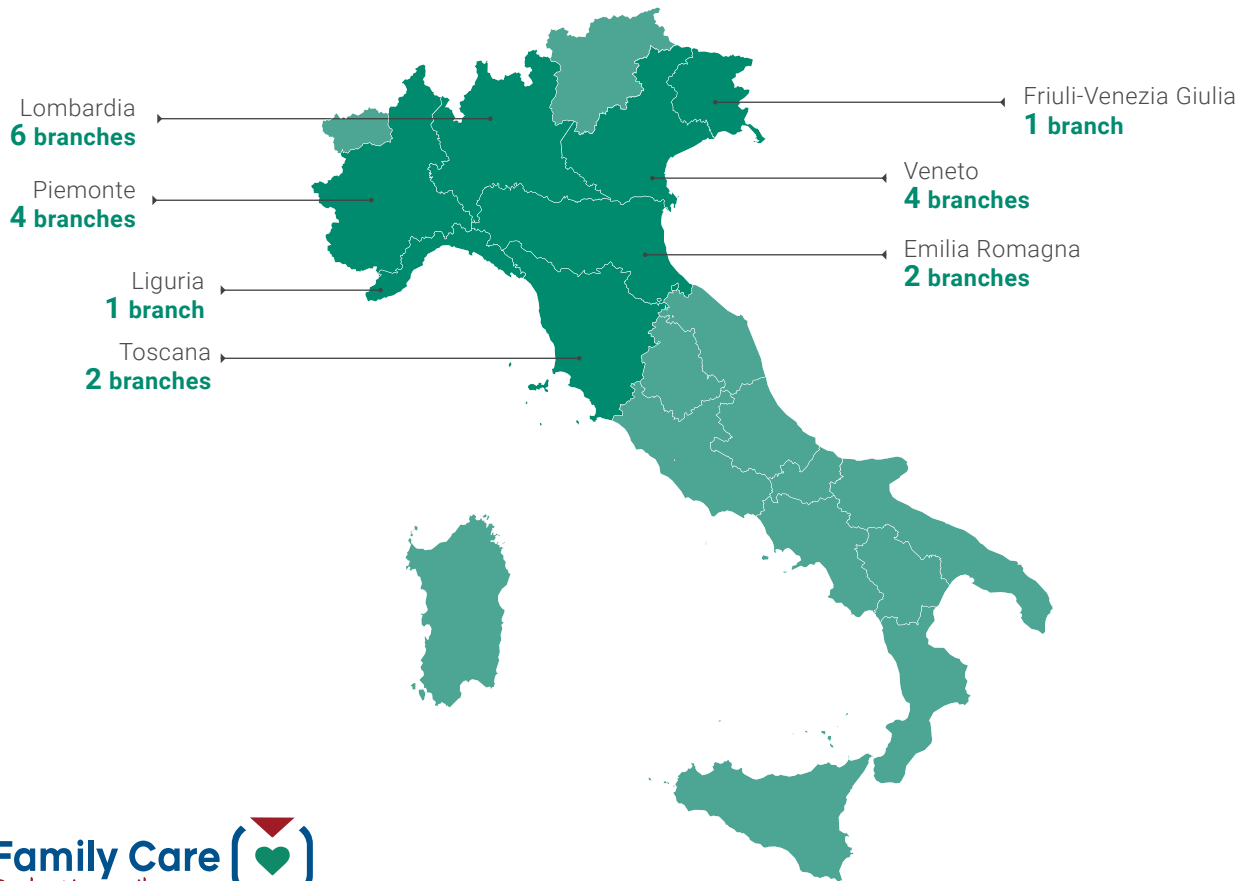 Lombardia
6 branches
Piemonte
4 branches
Liguria
1 branch
Toscana
2 branches
Friuli-Venezia Giulia
1 branch
Veneto
4 branches
Emilia Romagna
2 branches
Family Care